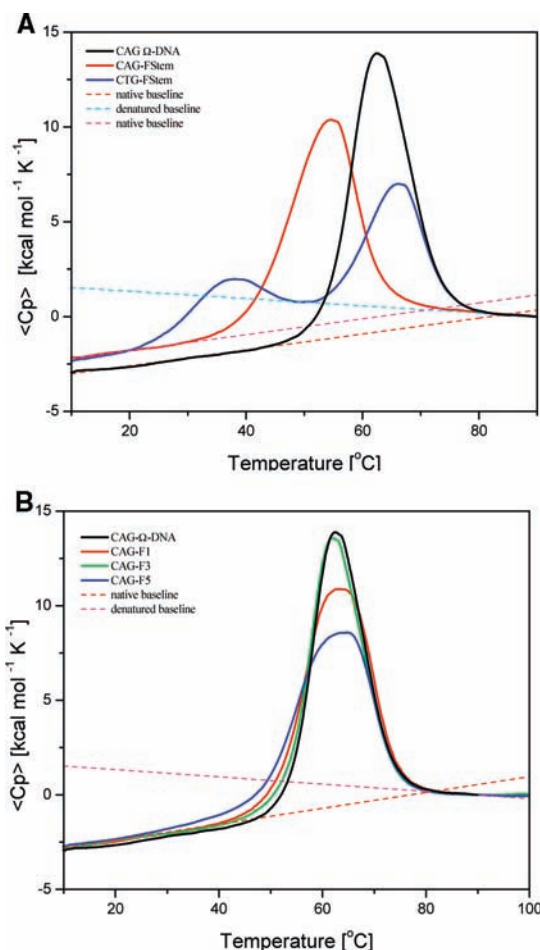 A
15
10
5
0
-5
<Cp> [kcal mol⁻¹ K⁻¹]
CAG Ω-DNA
CAG-FStem
CTG-FStem
native baseline
denatured baseline
native baseline
20 40 60 80
Temperature [°C]
B
15
10
5
0
-5
<Cp> [kcal mol⁻¹ K⁻¹]
CAG-Ω-DNA
CAG-F1
CAG-F3
CAG-F5
native baseline
denatured baseline
20 40 60 80 100
Temperature [°C]